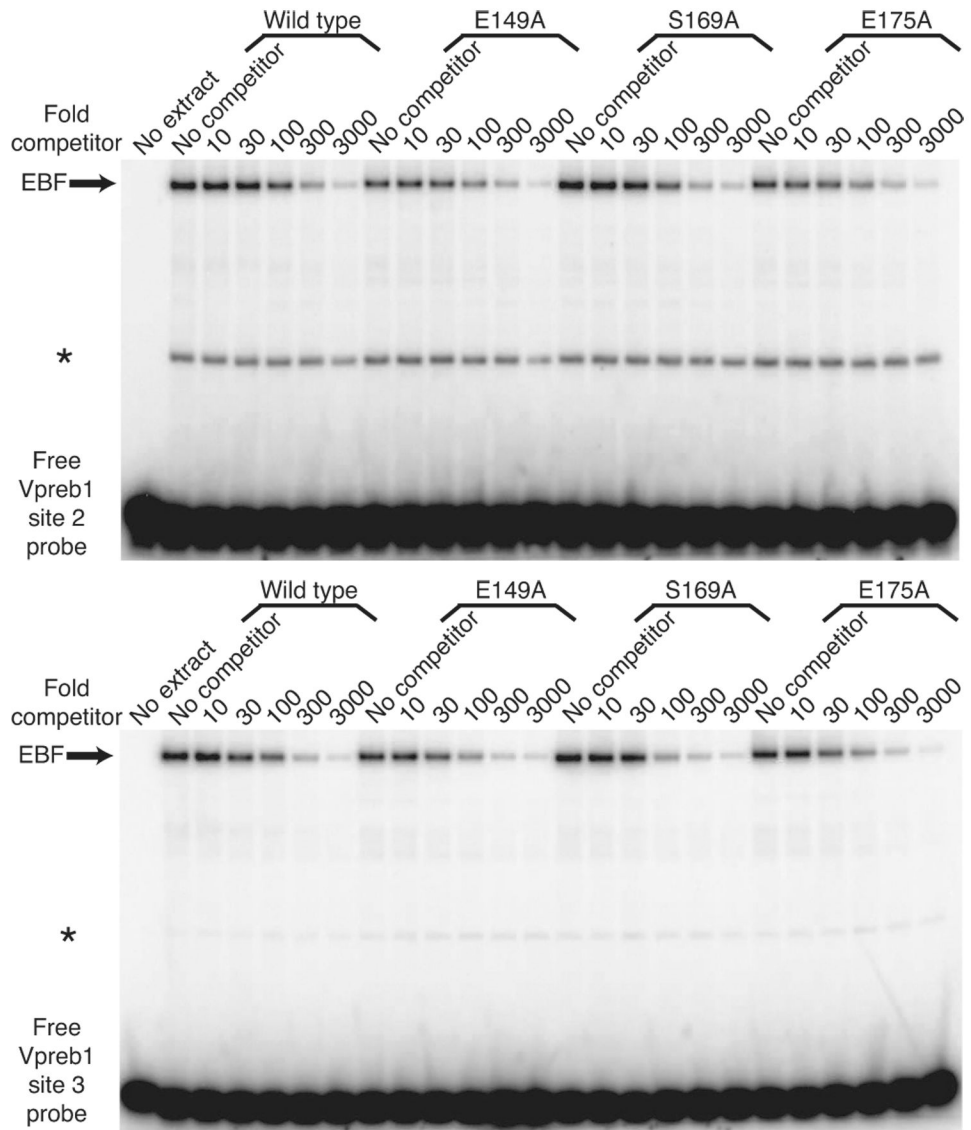 Wild type E149A S169A E175A
Fold competitor No extract No competitor 10 30 100 300 3000 No competitor 10 30 100 300 3000 No competitor 10 30 100 300 3000 No competitor 10 30 100 300 3000
EBF
*
Free
Vpreb1
site 2
probe
Wild type E149A S169A E175A
Fold competitor No extract No competitor 10 30 100 300 3000 No competitor 10 30 100 300 3000 No competitor 10 30 100 300 3000 No competitor 10 30 100 300 3000
EBF
*
Free
Vpreb1
site 3
probe